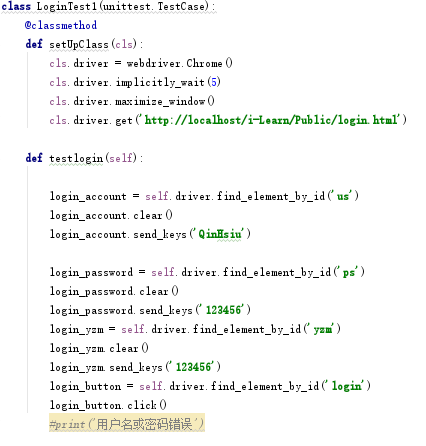 class LoginTest1(unittest.TestCase):
@classmethod
def setUpClass(cls):
cls.driver = webdriver.Chrome()
cls.driver.implicitly_wait(5)
cls.driver.maximize_window()
cls.driver.get('http://localhost/i-Learn/Public/login.html')
def testlogin(self):
login_account = self.driver.find_element_by_id('us')
login_account.clear()
login_account.send_keys('QinHsiu')
login_password = self.driver.find_element_by_id('ps')
login_password.clear()
login_password.send_keys('123456')
login_yzm = self.driver.find_element_by_id('yzm')
login_yzm.clear()
login_yzm.send_keys('123456')
login_button = self.driver.find_element_by_id('login')
login_button.click()
#print('用户名或密码错误')